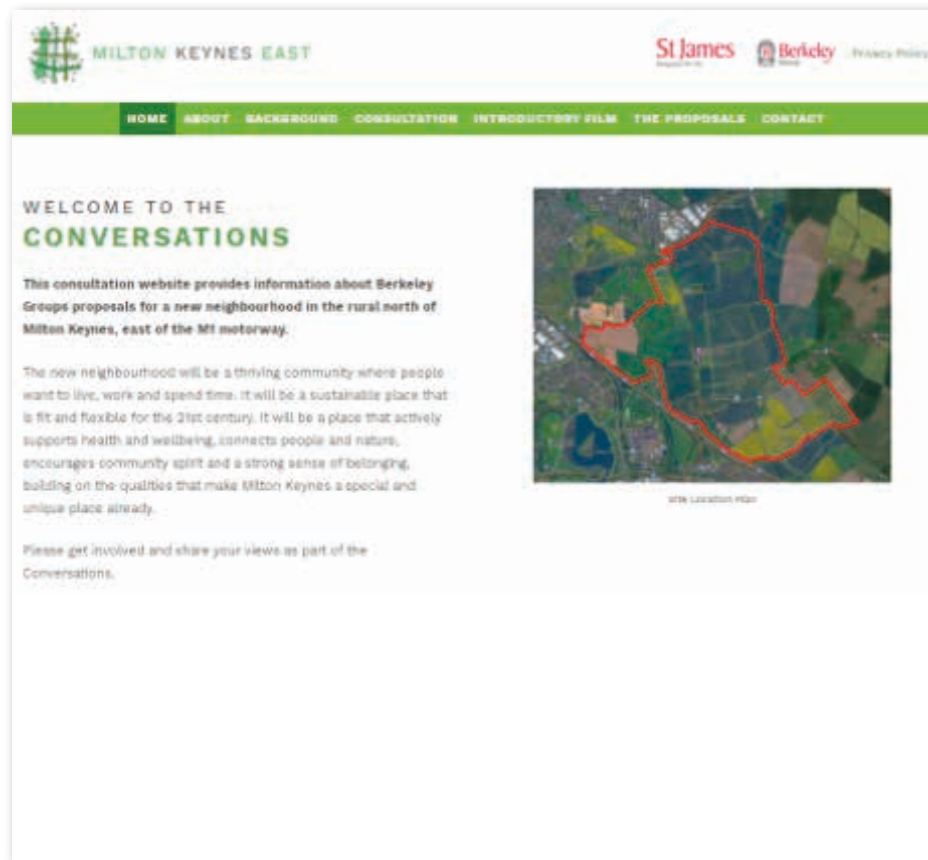 MILTON KEYNES EAST
St James
Berkeley
Privacy Policy
HOME ABOUT BACKGROUND CONSULTATION INTRODUCTORY FILM THE PROPOSALS CONTACT
WELCOME TO THE
CONVERSATIONS
This consultation website provides information about Berkeley
Groups proposals for a new neighbourhood in the rural north of
Milton Keynes, east of the M1 motorway.
The new neighbourhood will be a thriving community where people
want to live, work and spend time. It will be a sustainable place that
is fit and flexible for the 21st century. It will be a place that actively
supports health and wellbeing, connects people and nature,
encourages community spirit and a strong sense of belonging,
building on the qualities that make Milton Keynes a special and
unique place already.
Please get involved and share your views as part of the
Conversations.
Site Location Plan